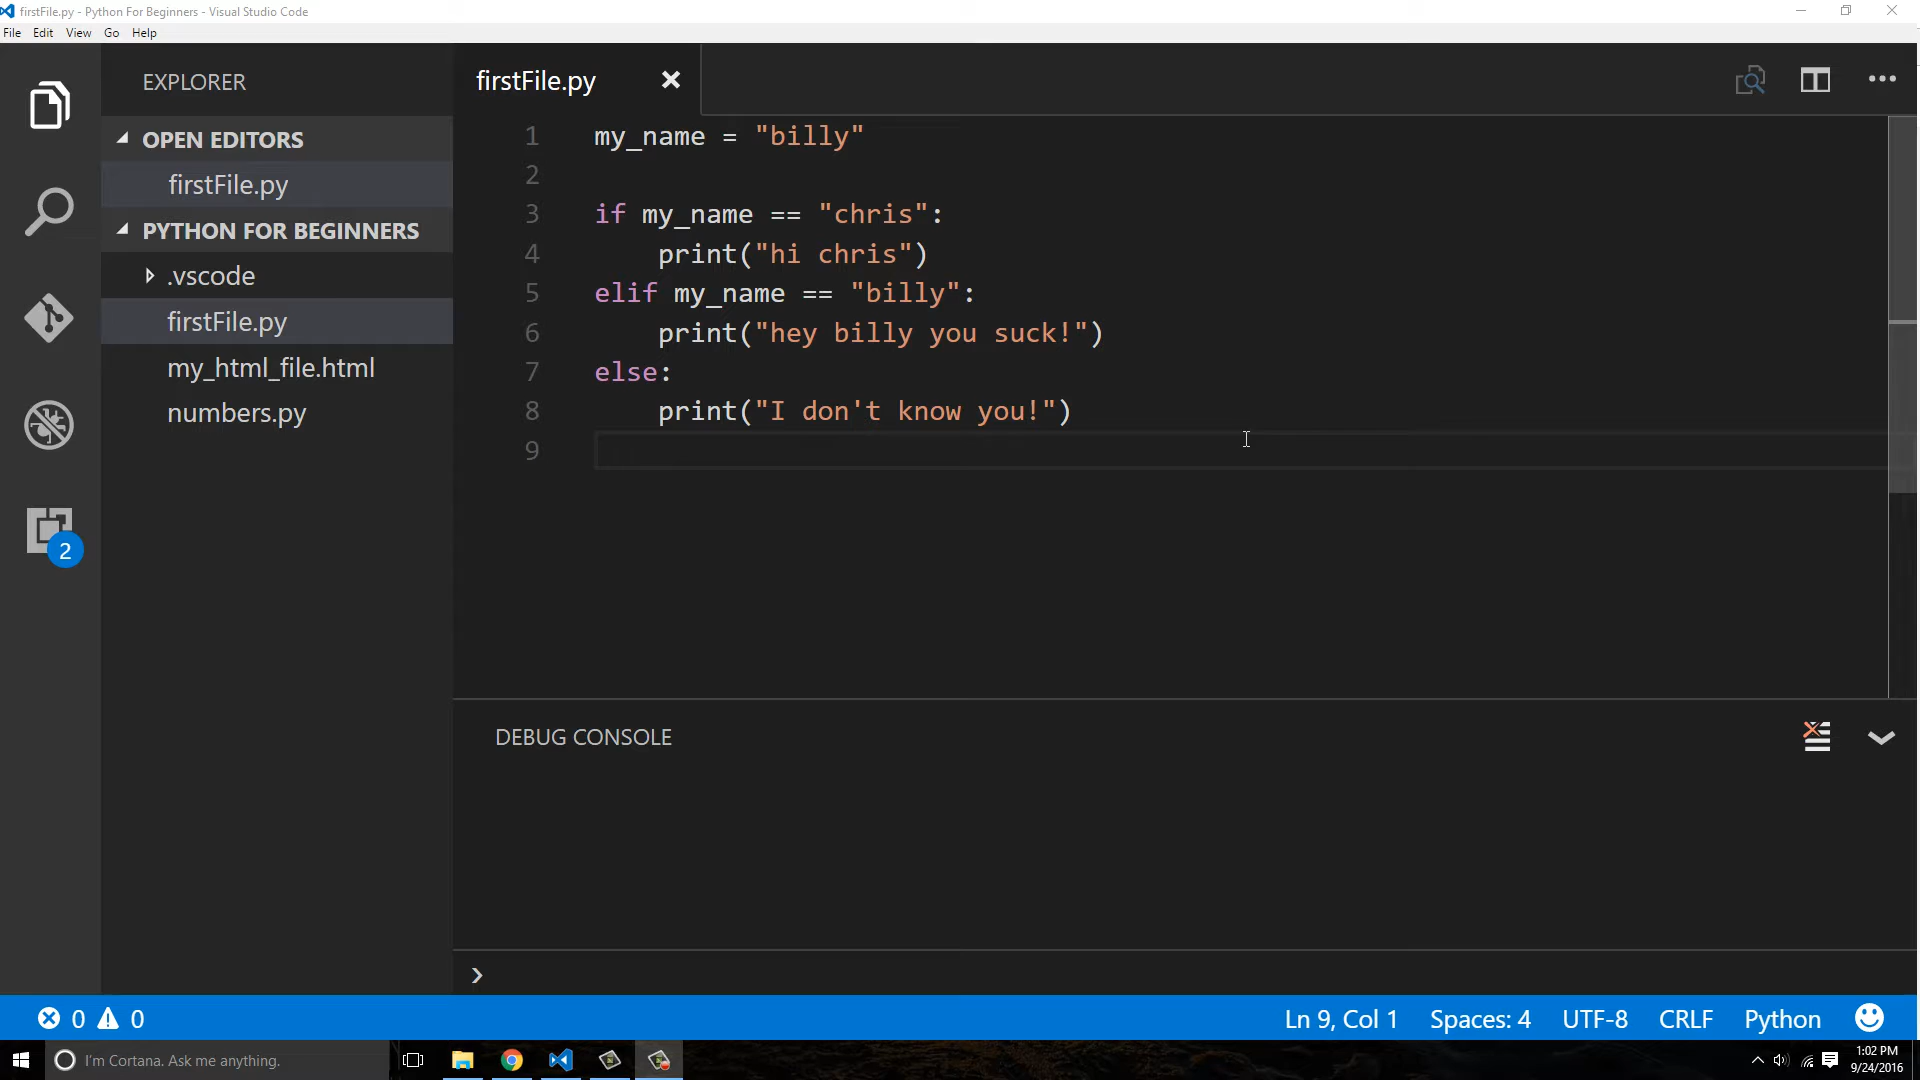 firstFile.py - Python For Beginners - Visual Studio Code
File Edit View Go Help
EXPLORER
OPEN EDITORS
firstFile.py
PYTHON FOR BEGINNERS
.vscode
firstFile.py
my_html_file.html
numbers.py
2
firstFile.py
1 my_name = "billy"
2
3 if my_name == "chris":
4     print("hi chris")
5 elif my_name == "billy":
6     print("hey billy you suck!")
7 else:
8     print("I don't know you!")
9
DEBUG CONSOLE
0 0 Ln 9, Col 1 Spaces: 4 UTF-8 CRLF Python
I'm Cortana. Ask me anything.
1:02 PM
9/24/2016